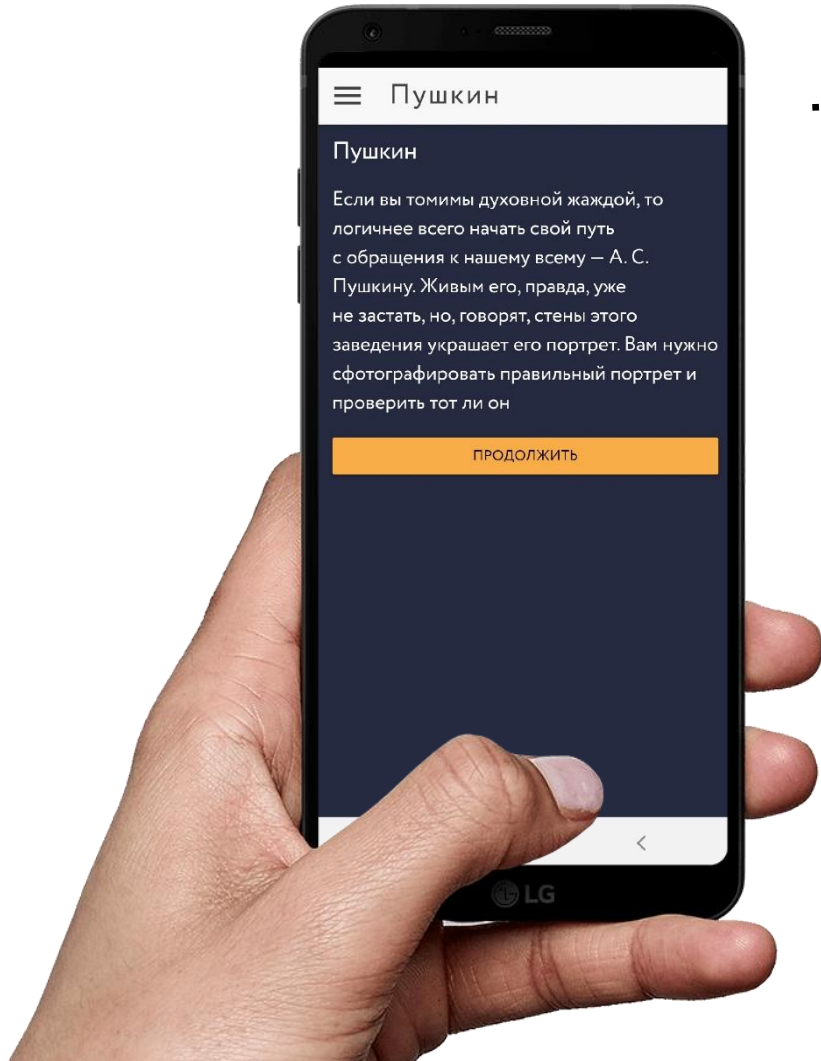 Пушкин
Пушкин
Если вы томимы духовной жаждой, то
логичнее всего начать свой путь
с обращения к нашему всему — А. С.
Пушкину. Живым его, правда, уже
не застать, но, говорят, стены этого
заведения украшает его портрет. Вам нужно
сфотографировать правильный портрет и
проверить тот ли он
ПРОДОЛЖИТЬ
LG